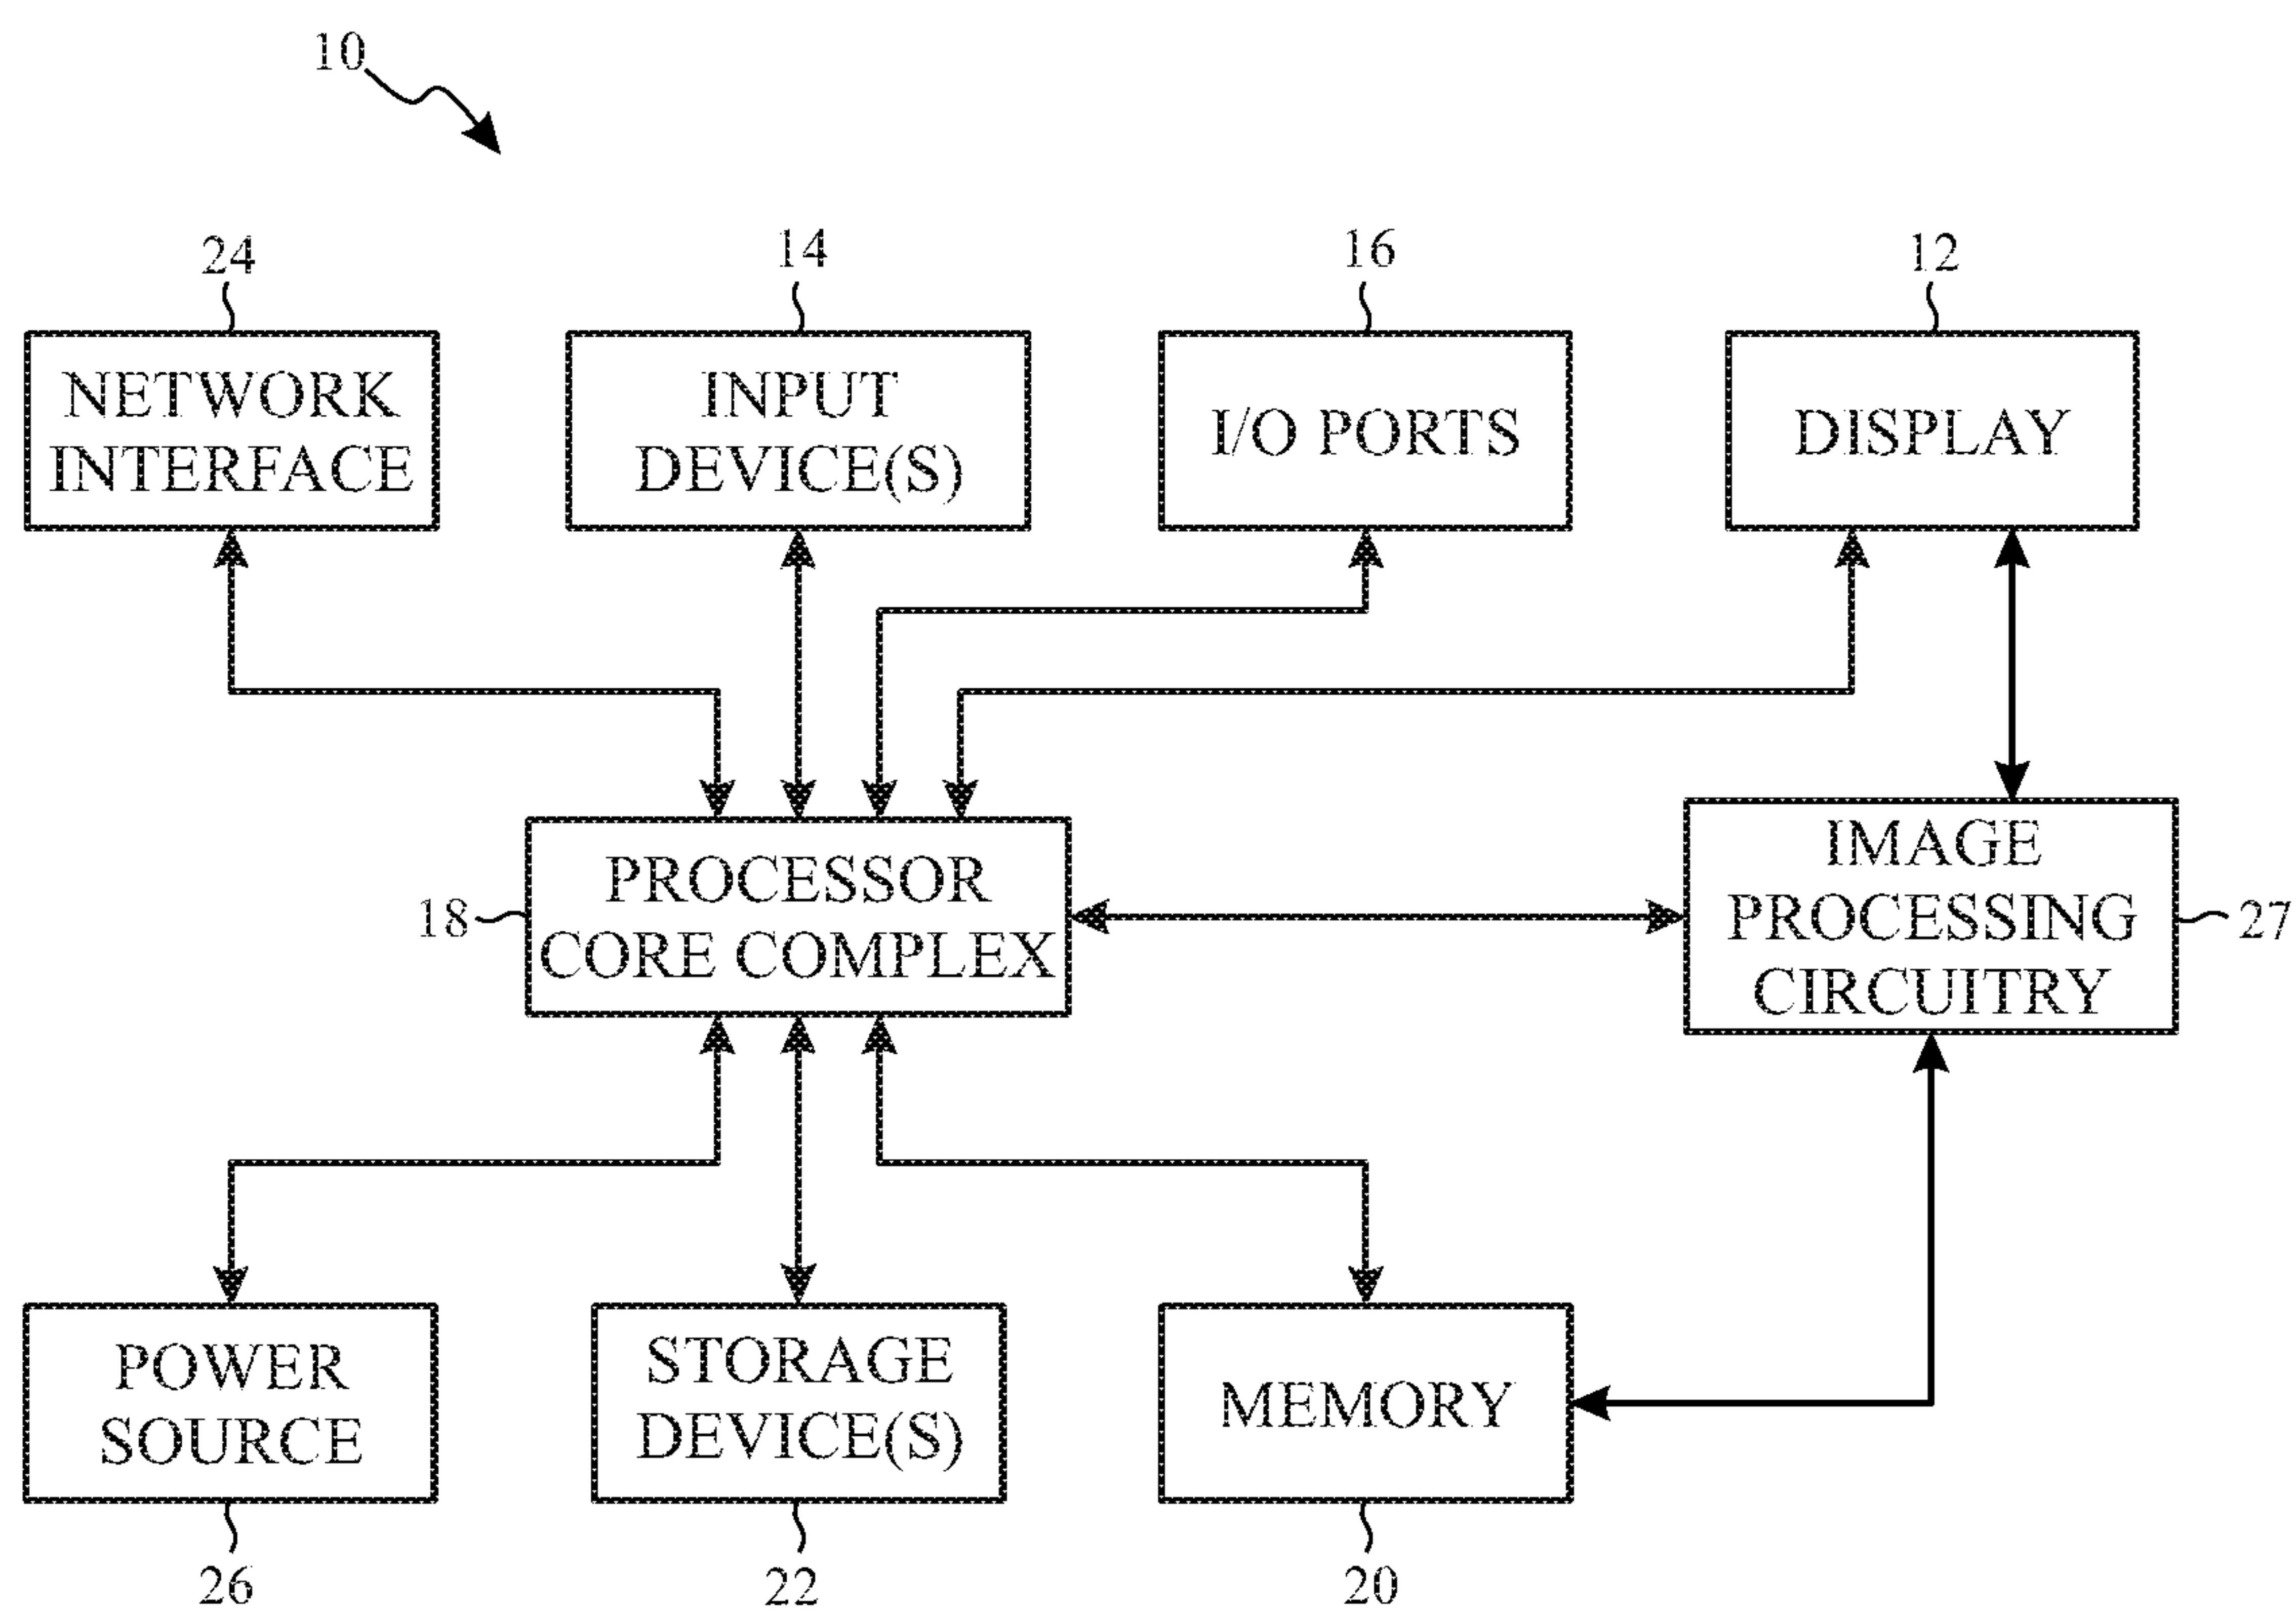 10
24
14
16
12
NETWORK
INTERFACE
INPUT
DEVICE(S)
I/O PORTS
DISPLAY
18
PROCESSOR
CORE COMPLEX
IMAGE
PROCESSING
CIRCUITRY
27
POWER
SOURCE
STORAGE
DEVICE(S)
MEMORY
26
22
20